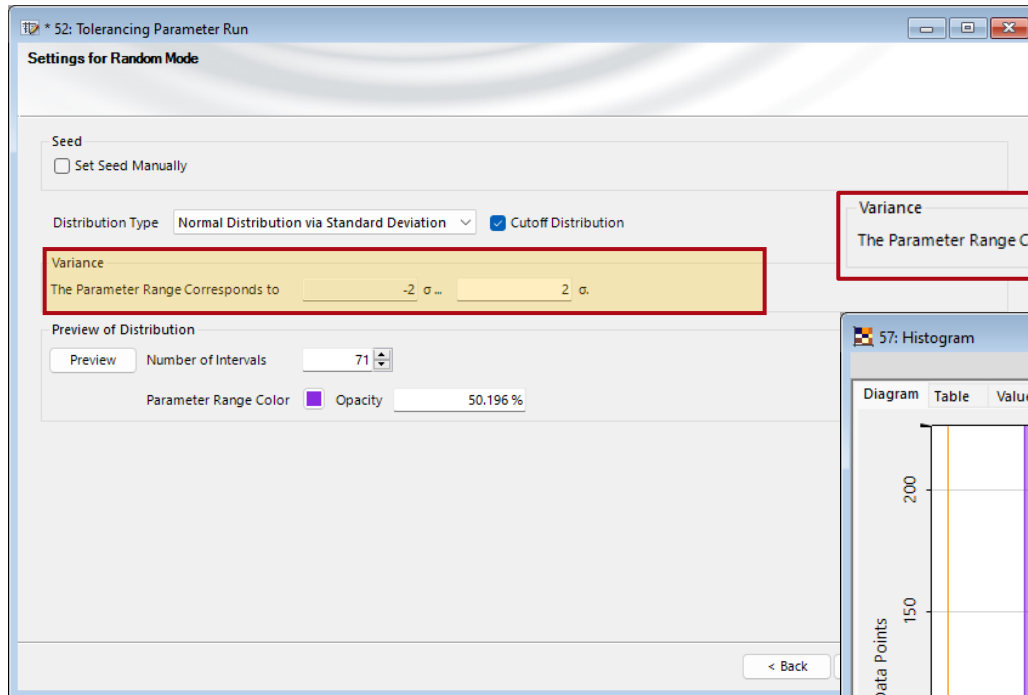 * 52: Tolerancing Parameter Run
Settings for Random Mode
Seed
Set Seed Manually
Distribution Type Normal Distribution via Standard Deviation Cutoff Distribution
Variance
The Parameter Range Corresponds to -2 σ ... 2 σ.
Preview of Distribution
Preview Number of Intervals 71
Parameter Range Color Opacity 50.196 %
< Back
Variance
The Parameter Range
57: Histogram
Diagram Table
200
150
Points